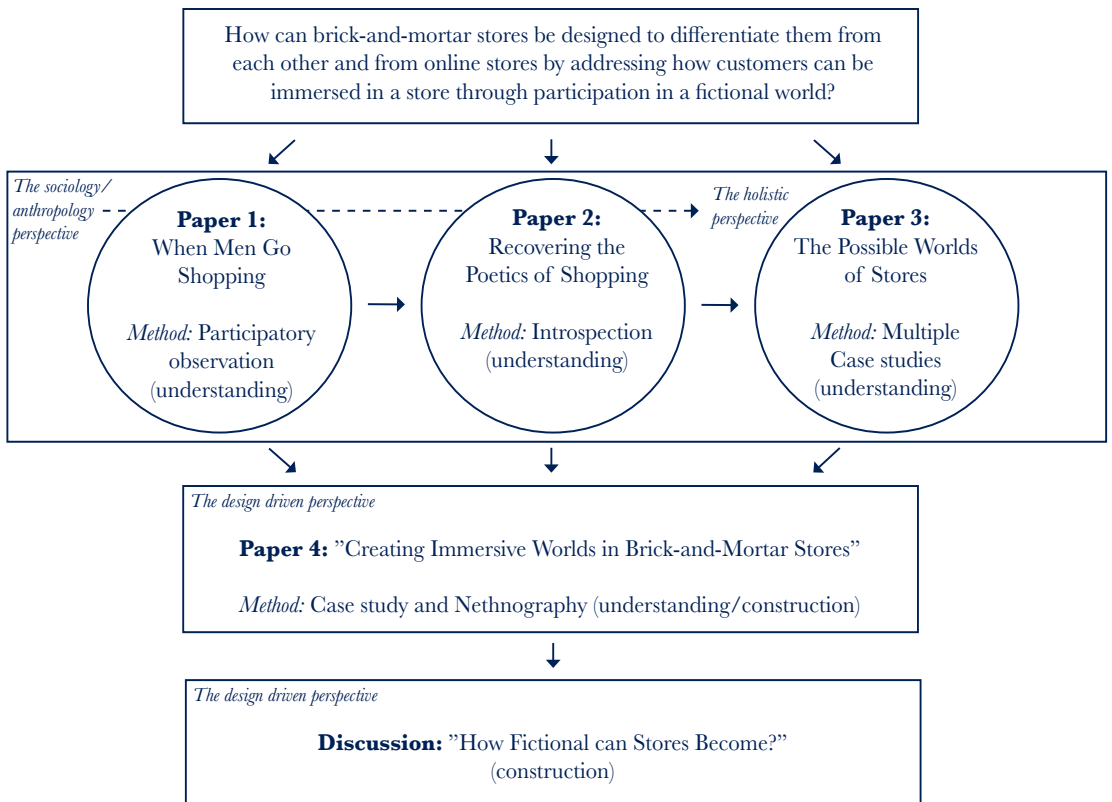 How can brick-and-mortar stores be designed to differentiate them from
each other and from online stores by addressing how customers can be
immersed in a store through participation in a fictional world?
The sociology/
anthropology
perspective
Paper 1:
When Men Go
Shopping
Method: Participatory
observation
(understanding)
Paper 2:
Recovering the
Poetics of Shopping
Method: Introspection
(understanding)
The holistic
perspective
Paper 3:
The Possible Worlds
of Stores
Method: Multiple
Case studies
(understanding)
The design driven perspective
Paper 4: ”Creating Immersive Worlds in Brick-and-Mortar Stores”
Method: Case study and Nethnography (understanding/construction)
The design driven perspective
Discussion: ”How Fictional can Stores Become?”
(construction)